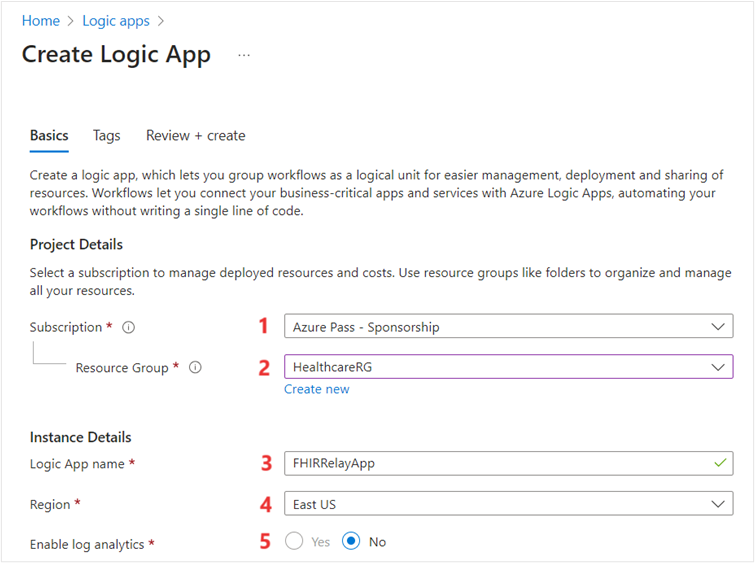 Home > Logic apps >
Create Logic App ...
Basics Tags Review + create
Create a logic app, which lets you group workflows as a logical unit for easier management, deployment and sharing of
resources. Workflows let you connect your business-critical apps and services with Azure Logic Apps, automating your
workflows without writing a single line of code.
Project Details
Select a subscription to manage deployed resources and costs. Use resource groups like folders to organize and manage
all your resources.
Subscription * 1 Azure Pass - Sponsorship
Resource Group * 2 HealthcareRG
Create new
Instance Details
Logic App name * 3 FHIRRelayApp
Region * 4 East US
Enable log analytics * 5 Yes No